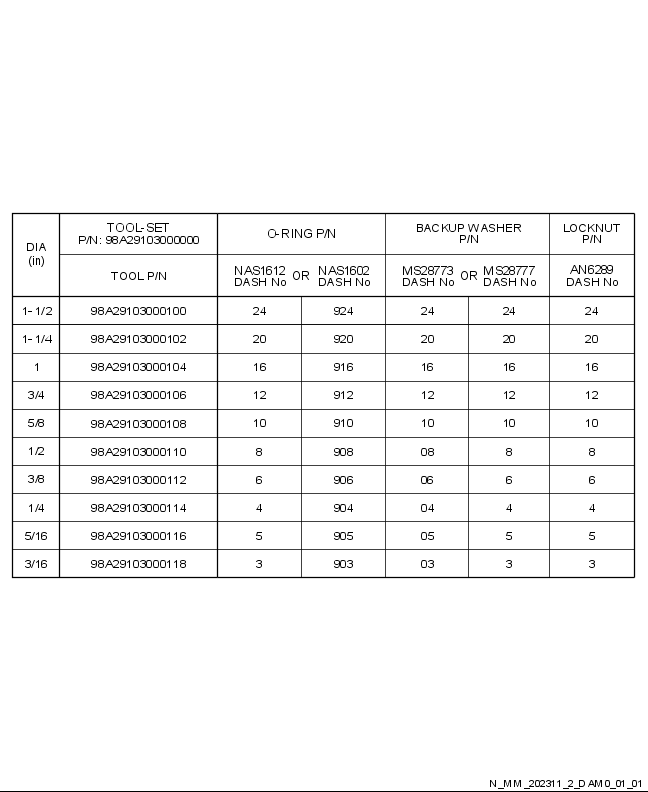 DIA
(in)
TOOL-SET
P/N: 98A29103000000
O-RING P/N
BACKUP WASHER
P/N
LOCKNUT
P/N
TOOL P/N
NAS1612
DASH No
OR
NAS1602
DASH No
MS28773
DASH No
OR
MS28777
DASH No
AN6289
DASH No
1-1/2 98A29103000100 24 924 24 24 24
1-1/4 98A29103000102 20 920 20 20 20
1 98A29103000104 16 916 16 16 16
3/4 98A29103000106 12 912 12 12 12
5/8 98A29103000108 10 910 10 10 10
1/2 98A29103000110 8 908 08 8 8
3/8 98A29103000112 6 906 06 6 6
1/4 98A29103000114 4 904 04 4 4
5/16 98A29103000116 5 905 05 5 5
3/16 98A29103000118 3 903 03 3 3
N_MM_202311_2_DAM0_01_01